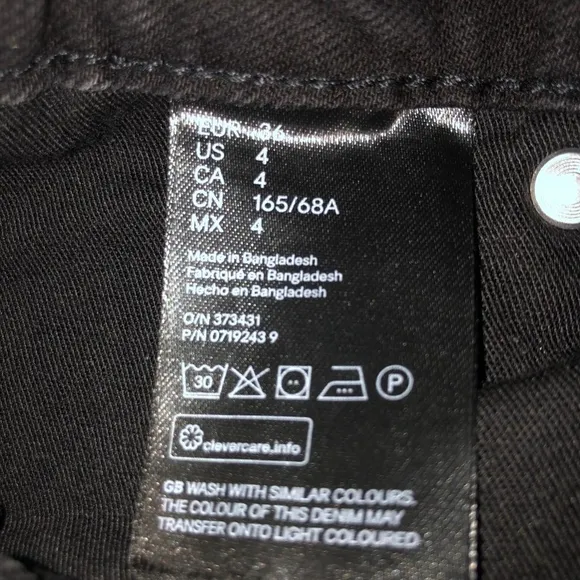 EUR 36
US 4
CA 4
CN 165/68A
MX 4
Made in Bangladesh
Fabriqué en Bangladesh
Hecho en Bangladesh
O/N 373431
P/N 0719243 9
30
P
clevercare.info
GB WASH WITH SIMILAR COLOURS.
THE COLOUR OF THIS DENIM MAY
TRANSFER ONTO LIGHT COLOURED